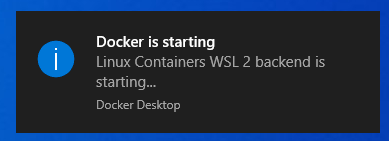 Docker is starting
Linux Containers WSL 2 backend is
starting...
Docker Desktop